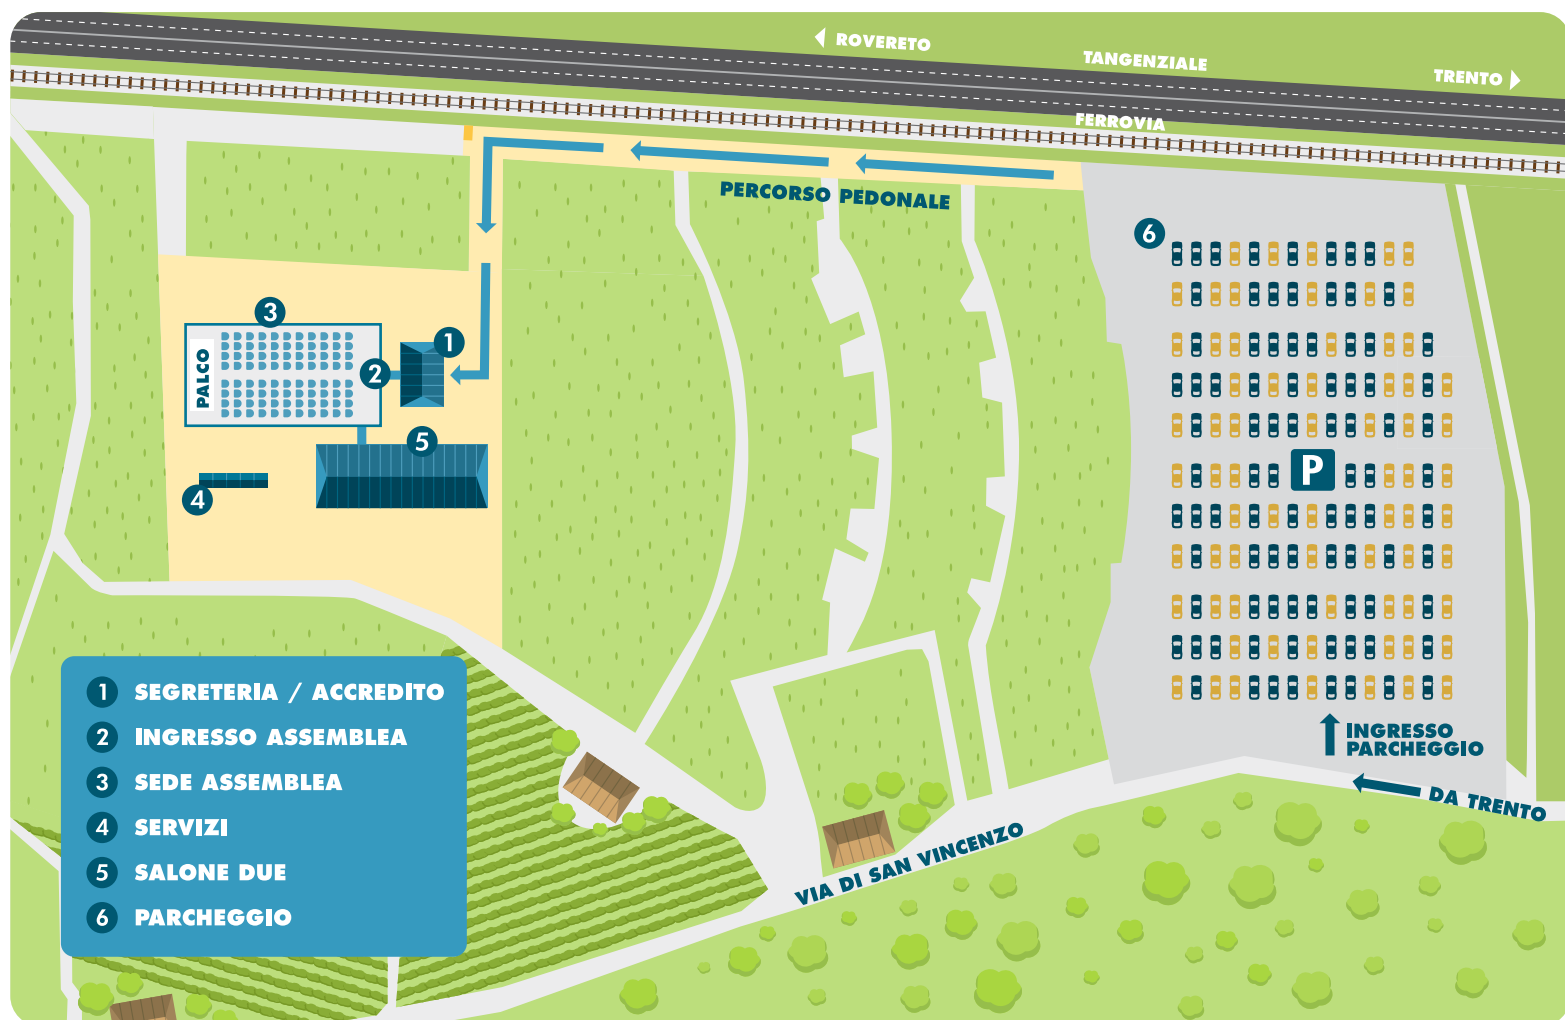 ROVERETO
TANGENZIALE
TRENTO
FERROVIA
PERCORSO PEDONALE
6
3
1
2
PALCO
5
4
P
INGRESSO
PARCHEGGIO
DA TRENTO
VIA DI SAN VINCENZO
1 SEGRETERIA / ACCREDITO
2 INGRESSO ASSEMBLEA
3 SEDE ASSEMBLEA
4 SERVIZI
5 SALONE DUE
6 PARCHEGGIO